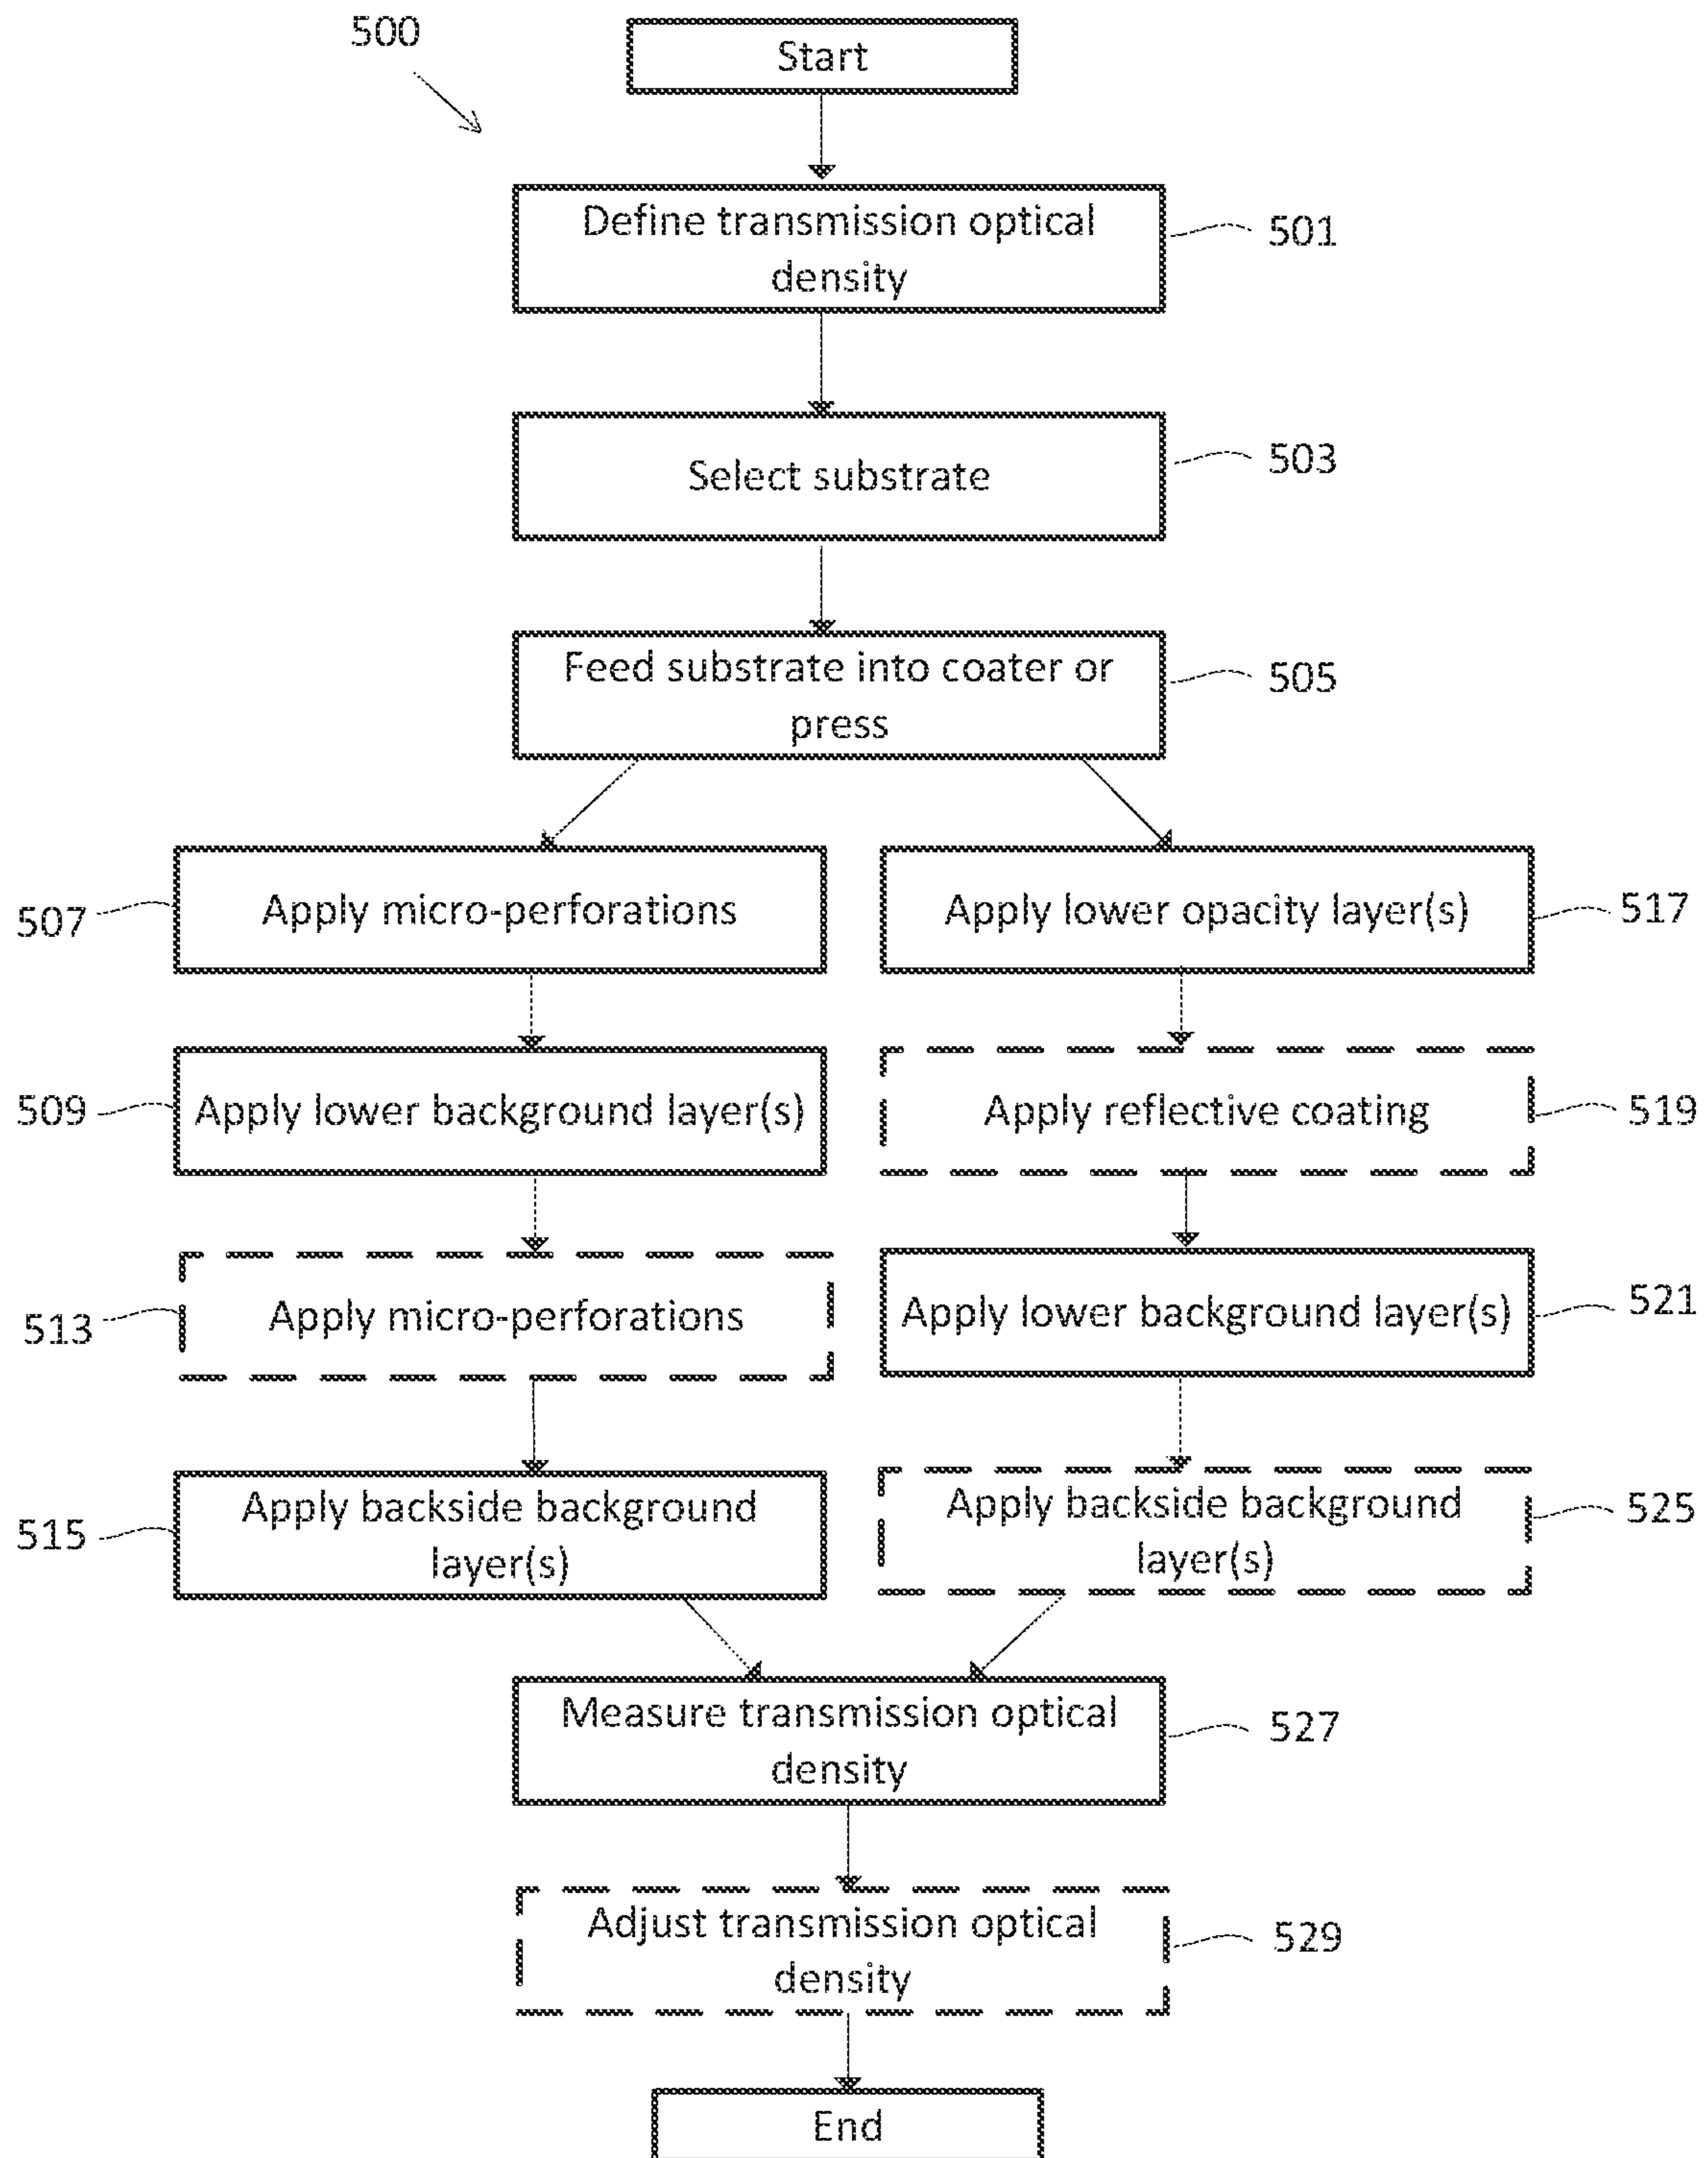 500
Start
Define transmission optical
density
501
Select substrate
503
Feed substrate into coater or
press
505
507
Apply micro-perforations
Apply lower opacity layer(s)
517
509
Apply lower background layer(s)
Apply reflective coating
519
513
Apply micro-perforations
Apply lower background layer(s)
521
515
Apply backside background
layer(s)
Apply backside background
layer(s)
525
Measure transmission optical
density
527
Adjust transmission optical
density
529
End